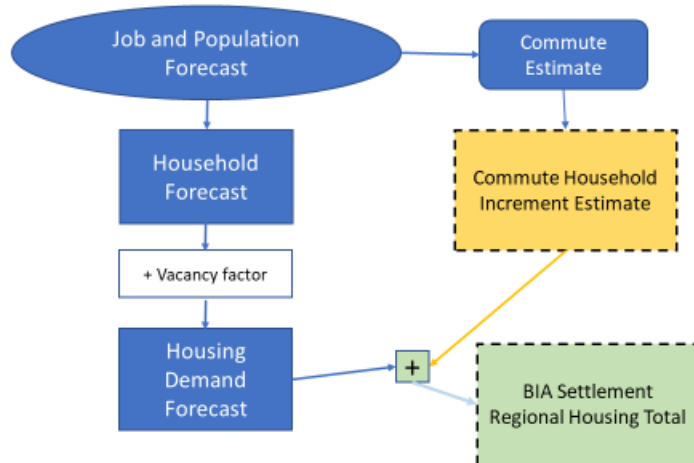 Job and Population
Forecast
Commute
Estimate
Household
Forecast
Commute Household
Increment Estimate
+ Vacancy factor
Housing
Demand
Forecast
+
BIA Settlement
Regional Housing Total